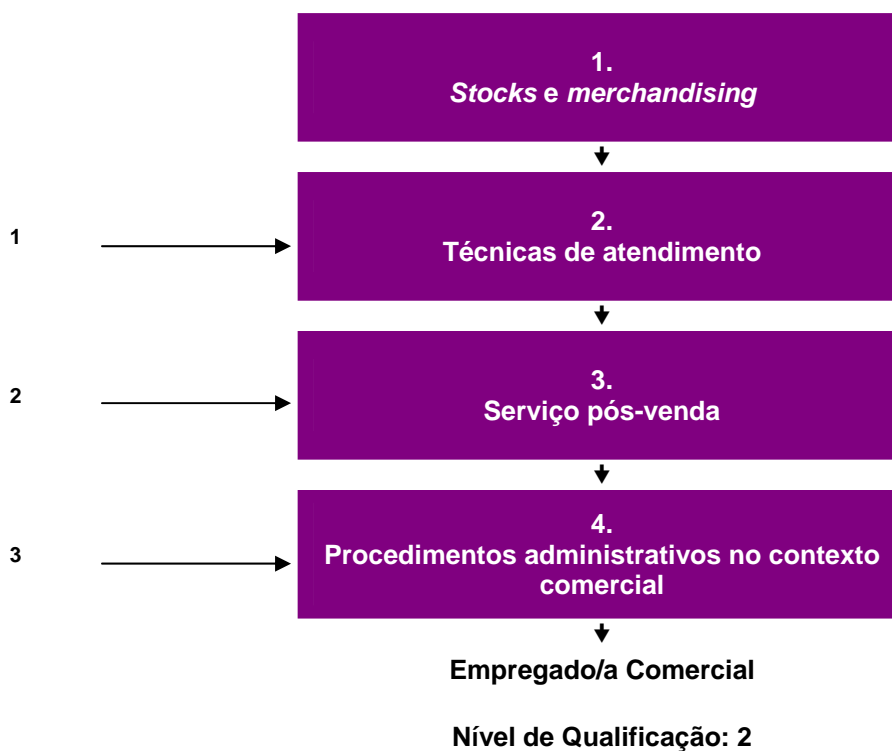 1.
Stocks e merchandising
1
2.
Técnicas de atendimento
2
3.
Serviço pós-venda
3
4.
Procedimentos administrativos no contexto
comercial
Empregado/a Comercial
Nível de Qualificação: 2